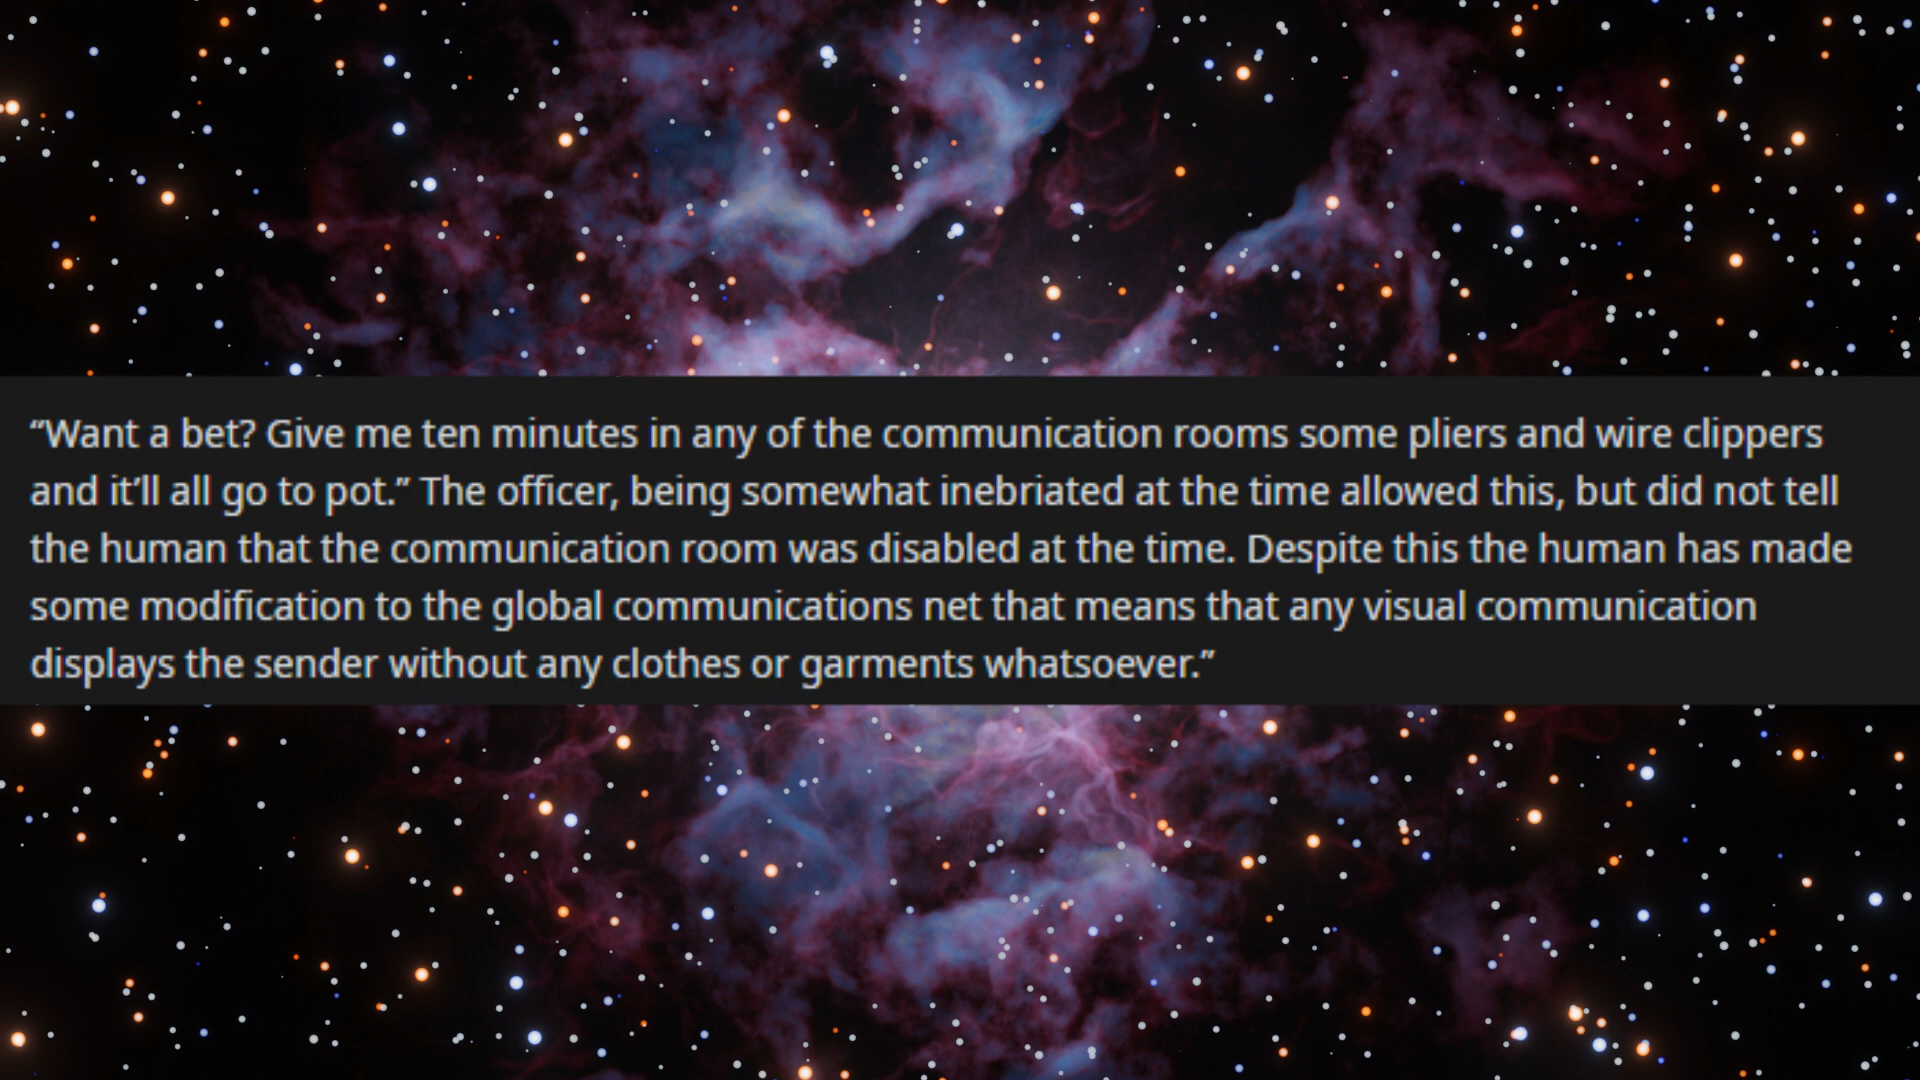 “Want a bet? Give me ten minutes in any of the communication rooms some pliers and wire clippers
and it’ll all go to pot.” The officer, being somewhat inebriated at the time allowed this, but did not tell
the human that the communication room was disabled at the time. Despite this the human has made
some modification to the global communications net that means that any visual communication
displays the sender without any clothes or garments whatsoever.”